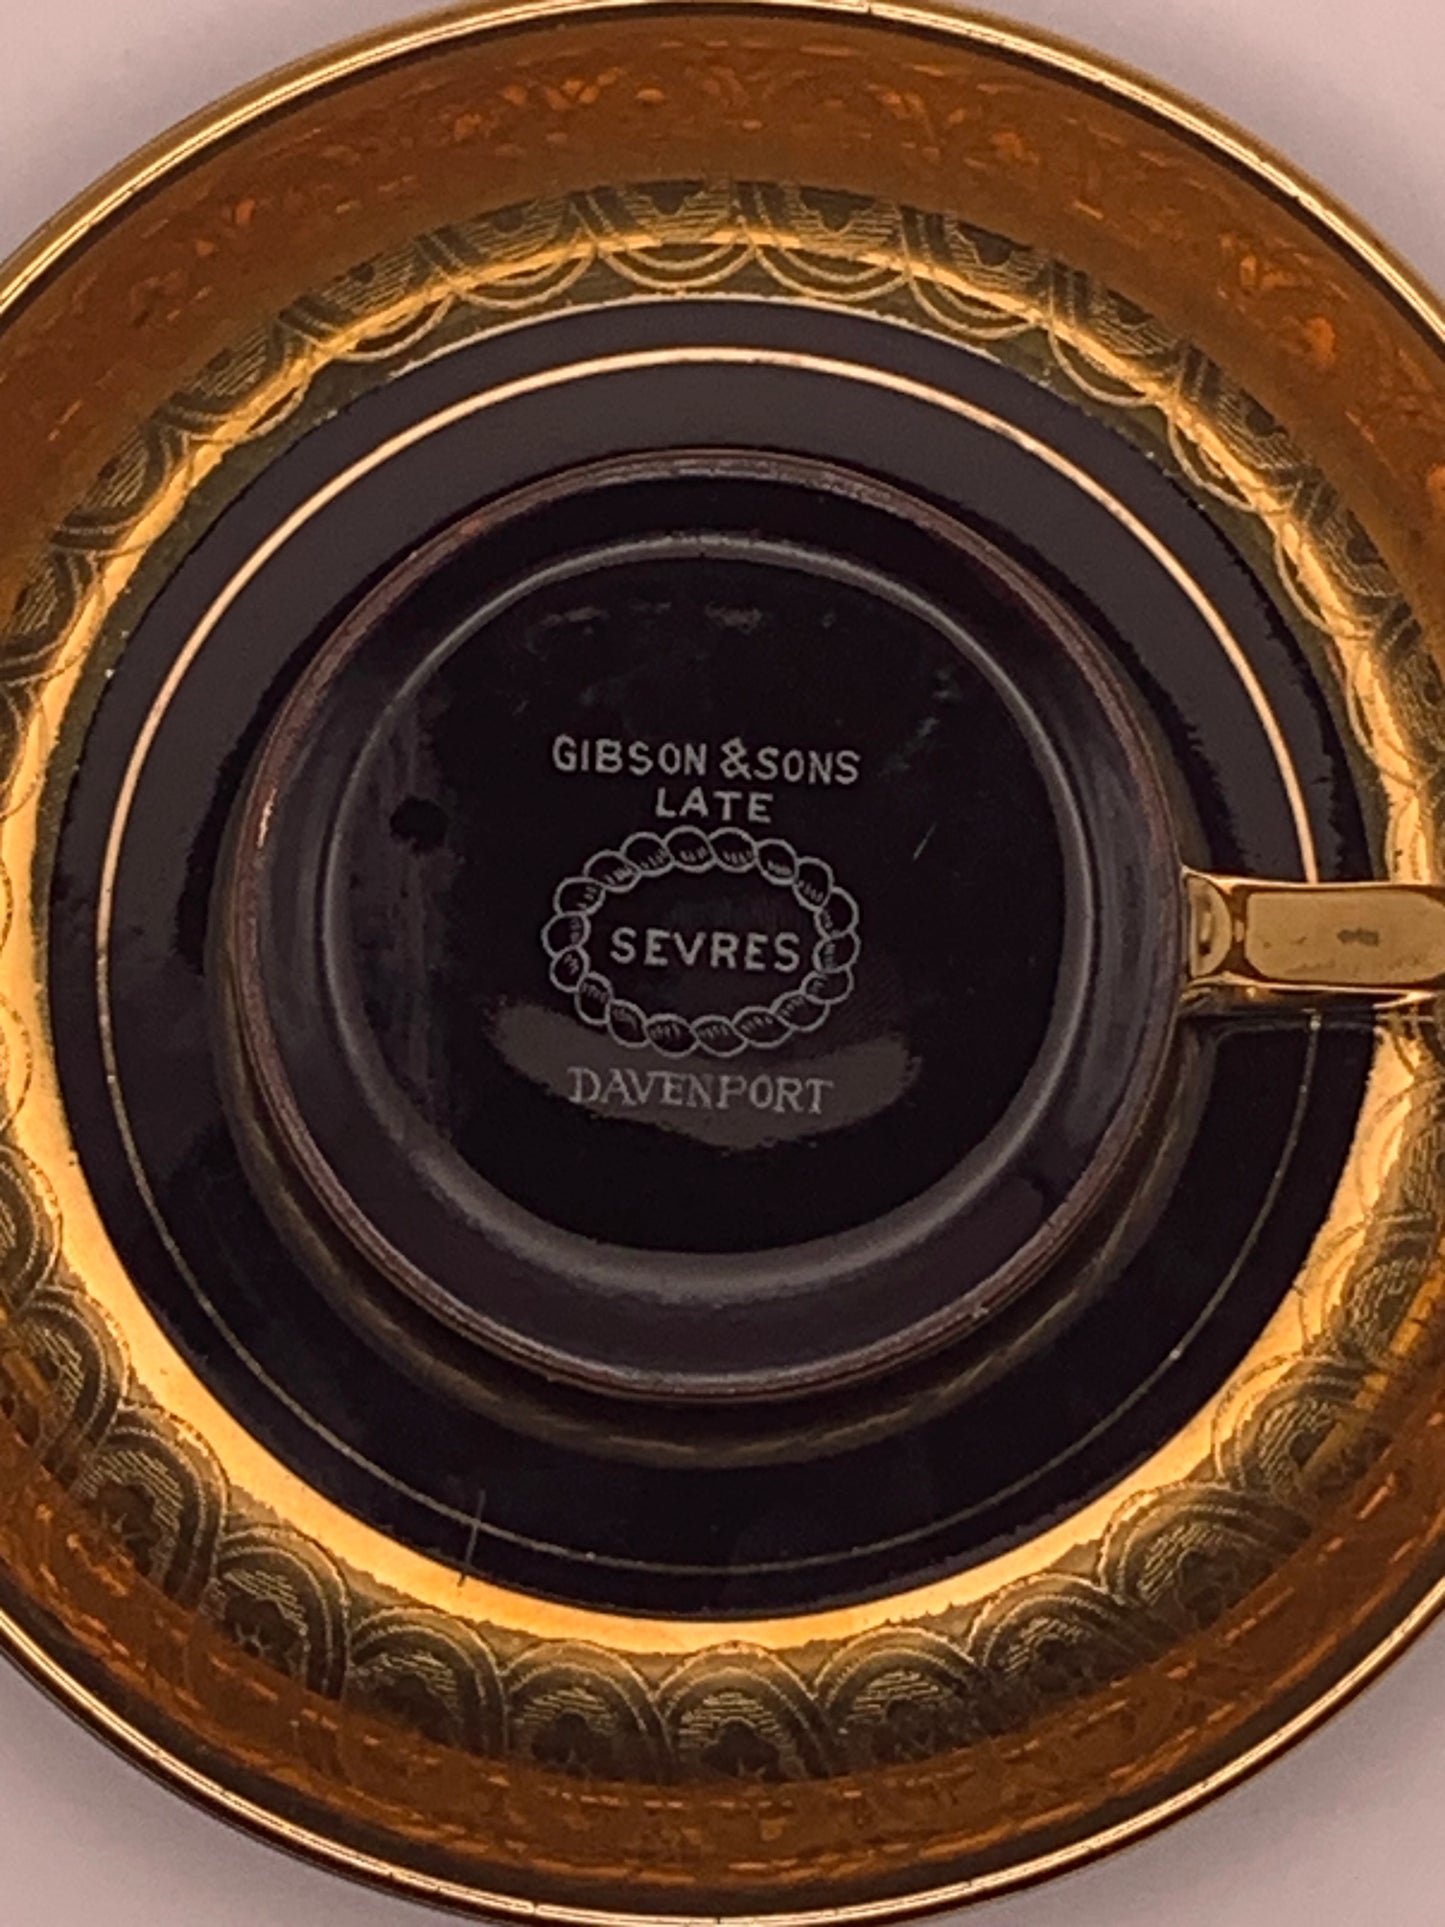 GIBSON & SONS
LATE
SEVRES
DAVENPORT